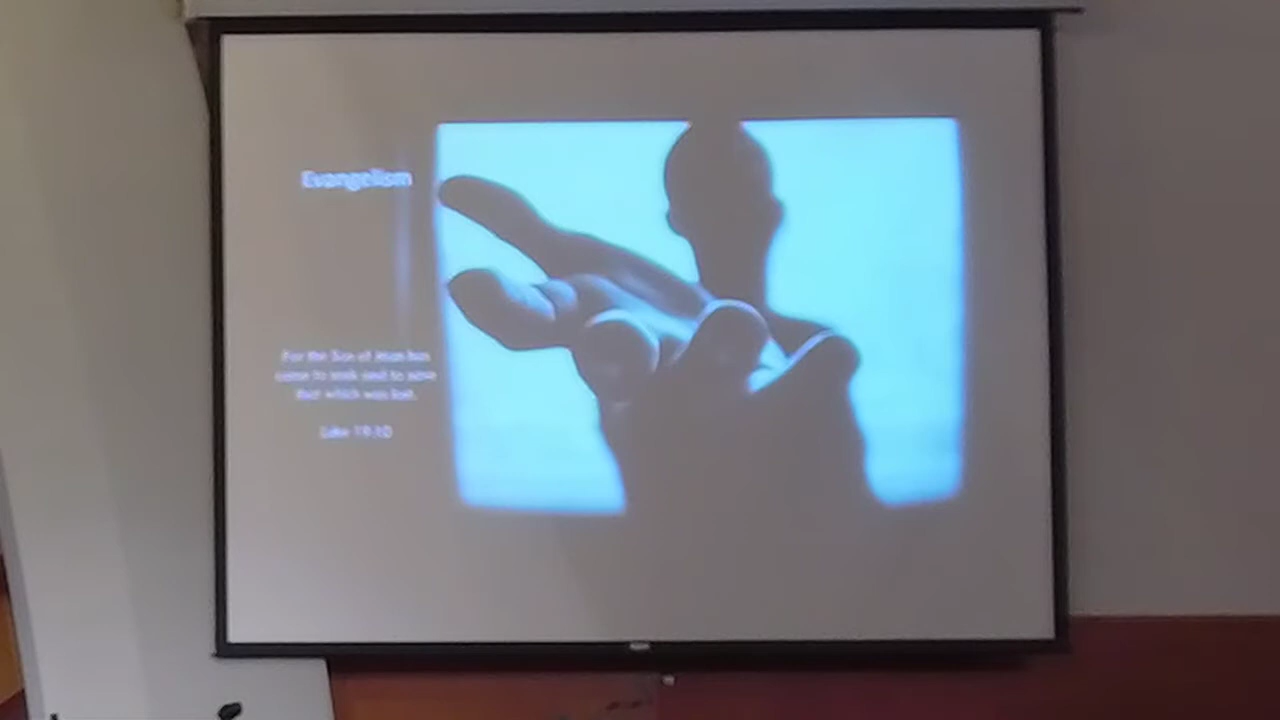 Evangelism
For the Son of Man has
come to seek and to save
that which was lost.
Luke 19:10